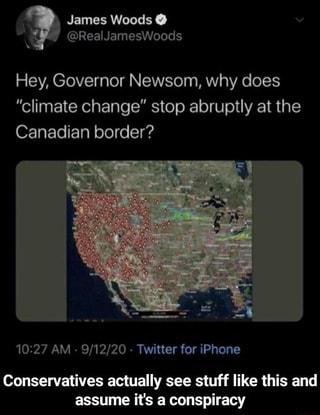 James Woods
@RealJamesWoods
Hey, Governor Newsom, why does
"climate change" stop abruptly at the
Canadian border?
10:27 AM · 9/12/20 · Twitter for iPhone
Conservatives actually see stuff like this and
assume it's a conspiracy